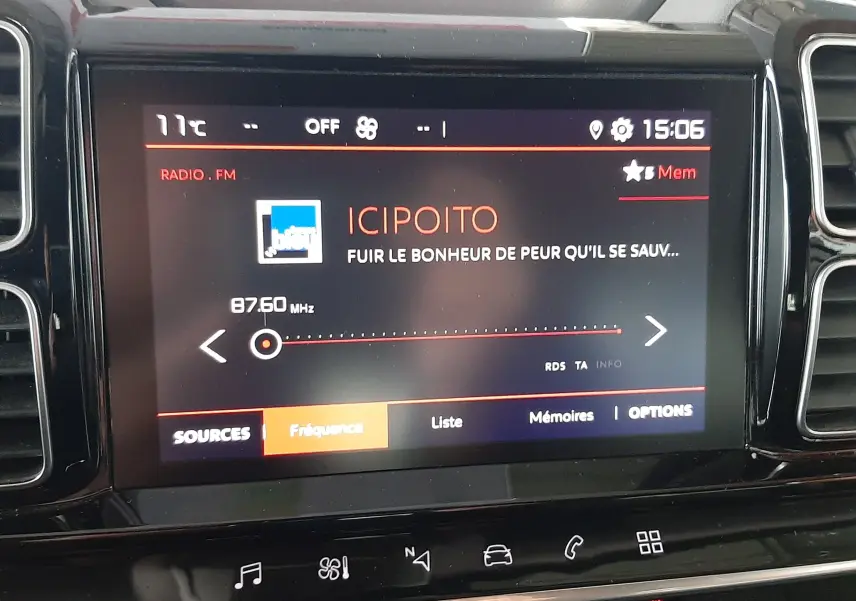 11°C -- OFF -- | 15:06
RADIO . FM
5 Mem
ICIPOITO
FUIR LE BONHEUR DE PEUR QU'IL SE SAUV...
87.60 MHz
RDS TA INFO
SOURCES | Fréquence Liste Mémoires | OPTIONS
N